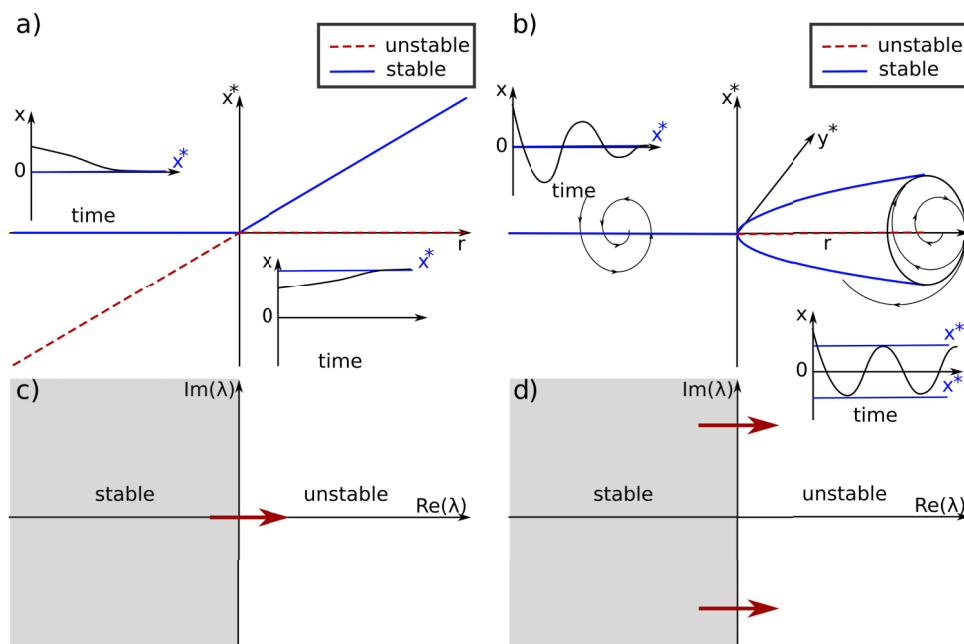 a)
unstable
stable
x*
x
0
x*
time
r
x
x*
0
time
b)
unstable
stable
x*
x
0
x*
time
y*
r
x
x*
0
x*
time
c)
Im(λ)
stable
unstable
Re(λ)
d)
Im(λ)
stable
unstable
Re(λ)